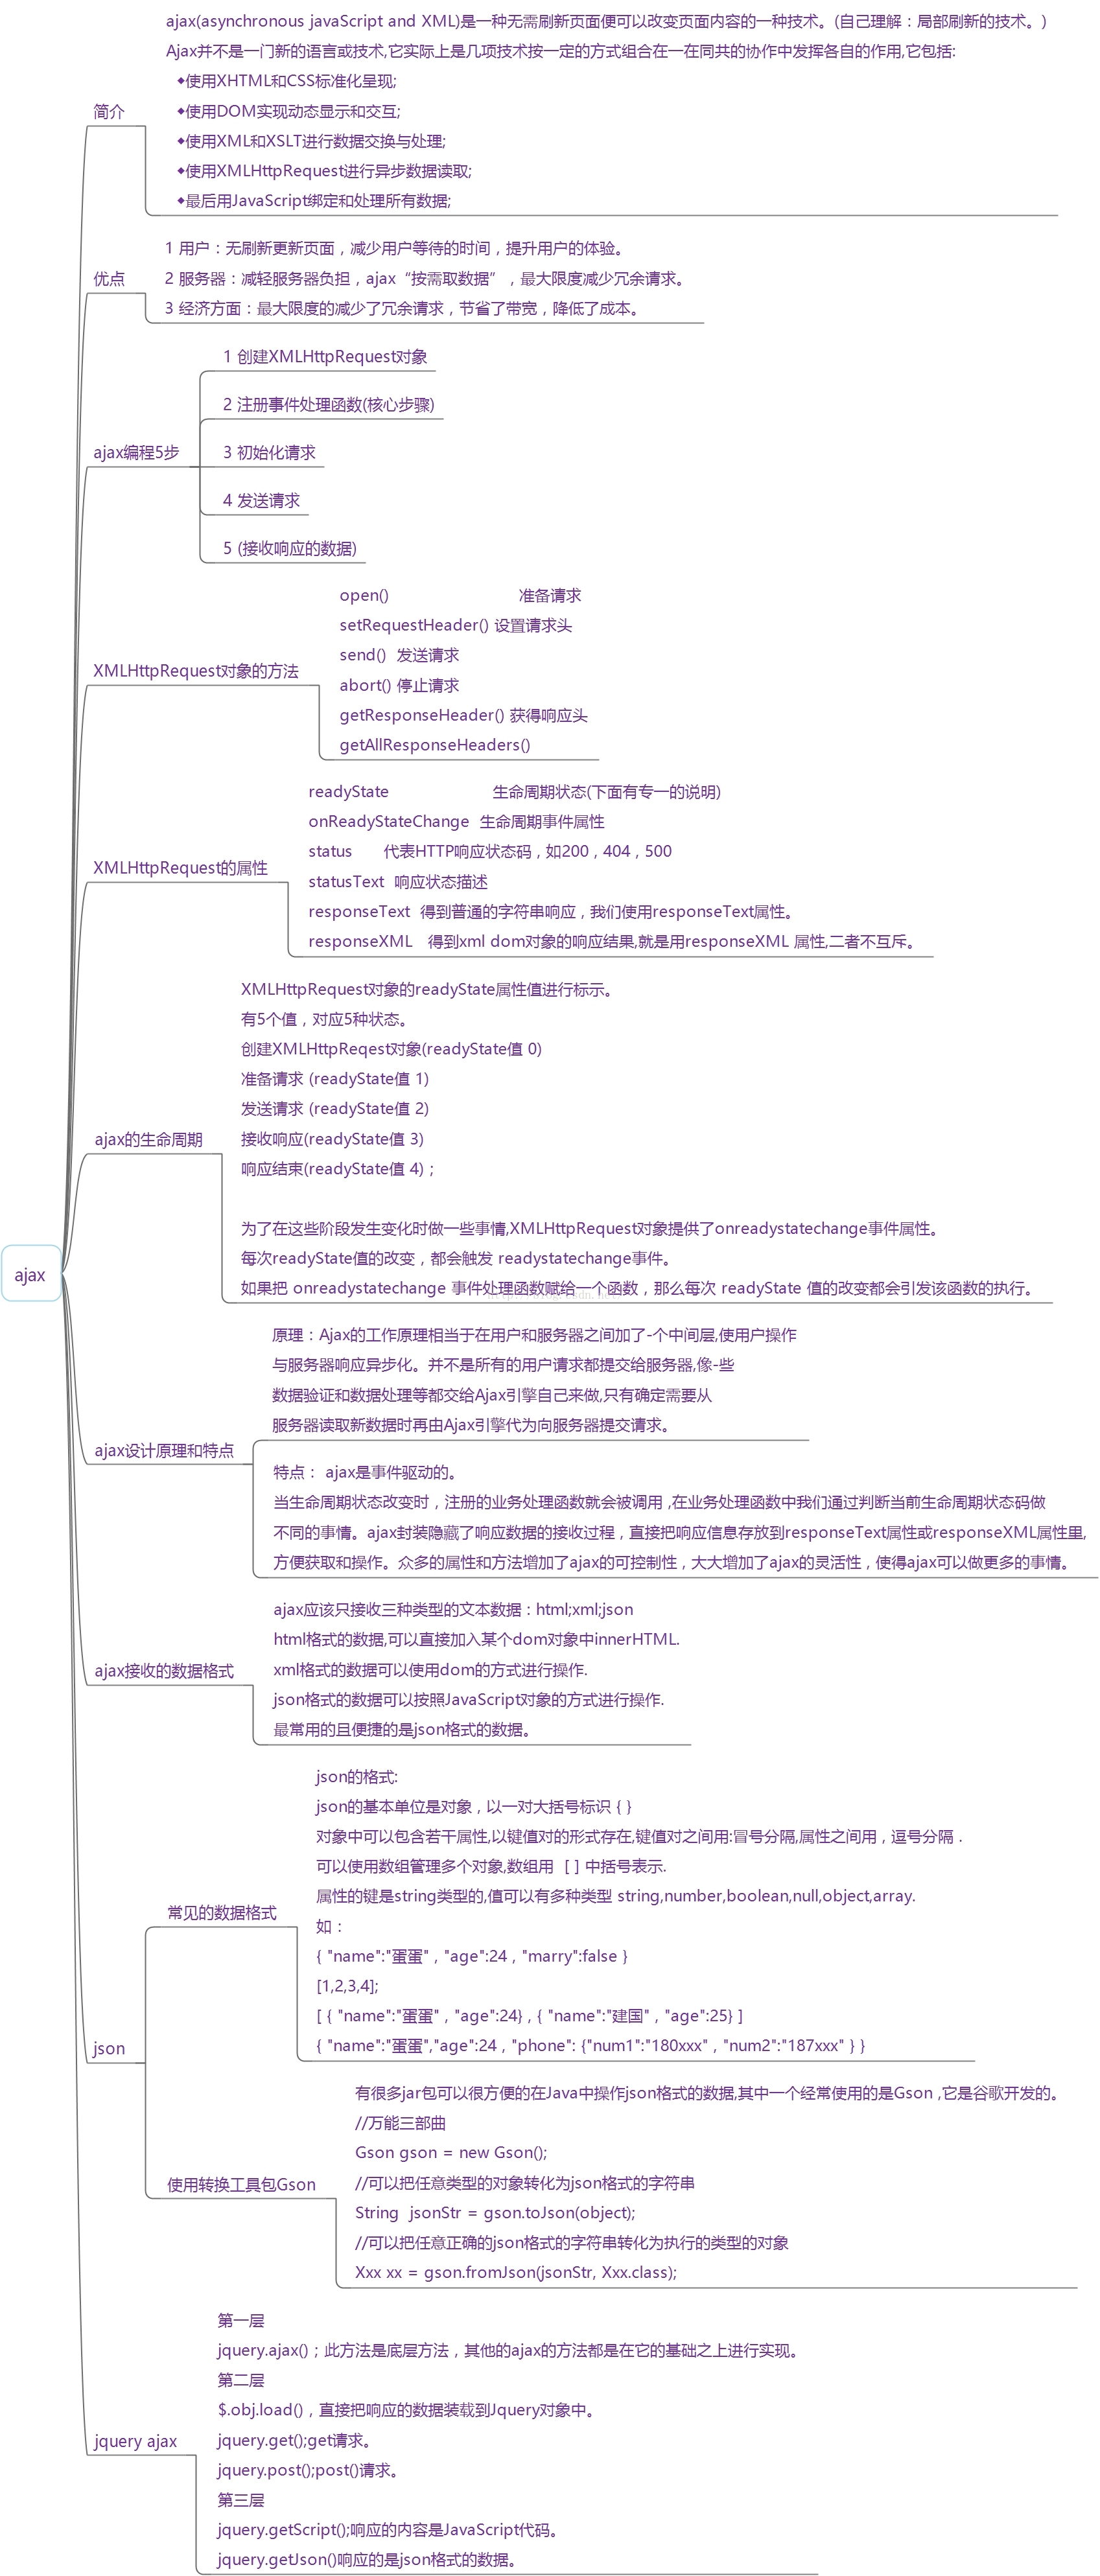 ajax(asynchronous javaScript and XML)是一种无需刷新页面便可以改变页面内容的一种技术。(自己理解：局部刷新的技术。)
Ajax并不是一门新的语言或技术,它实际上是几项技术按一定的方式组合在一在同共的协作中发挥各自的作用,它包括:
◆使用XHTML和CSS标准化呈现;
◆使用DOM实现动态显示和交互;
◆使用XML和XSLT进行数据交换与处理;
◆使用XMLHttpRequest进行异步数据读取;
◆最后用JavaScript绑定和处理所有数据;
简介
1 用户：无刷新更新页面，减少用户等待的时间，提升用户的体验。
2 服务器：减轻服务器负担，ajax“按需取数据”，最大限度减少冗余请求。
3 经济方面：最大限度的减少了冗余请求，节省了带宽，降低了成本。
优点
1 创建XMLHttpRequest对象
2 注册事件处理函数(核心步骤)
3 初始化请求
4 发送请求
5 (接收响应的数据)
ajax编程5步
open() 准备请求
setRequestHeader() 设置请求头
send() 发送请求
abort() 停止请求
getResponseHeader() 获得响应头
getAllResponseHeaders()
XMLHttpRequest对象的方法
readyState 生命周期状态(下面有专一的说明)
onReadyStateChange 生命周期事件属性
status 代表HTTP响应状态码，如200，404，500
statusText 响应状态描述
responseText 得到普通的字符串响应，我们使用responseText属性。
responseXML 得到xml dom对象的响应结果,就是用responseXML 属性,二者不互斥。
XMLHttpRequest的属性
XMLHttpRequest对象的readyState属性值进行标示。
有5个值，对应5种状态。
创建XMLHttpReqest对象(readyState值 0)
准备请求 (readyState值 1)
发送请求 (readyState值 2)
接收响应(readyState值 3)
响应结束(readyState值 4)；
为了在这些阶段发生变化时做一些事情,XMLHttpRequest对象提供了onreadystatechange事件属性。
每次readyState值的改变，都会触发 readystatechange事件。
如果把 onreadystatechange 事件处理函数赋给一个函数，那么每次 readyState 值的改变都会引发该函数的执行。
ajax的生命周期
ajax
原理：Ajax的工作原理相当于在用户和服务器之间加了-个中间层,使用户操作
与服务器响应异步化。并不是所有的用户请求都提交给服务器,像-些
数据验证和数据处理等都交给Ajax引擎自己来做,只有确定需要从
服务器读取新数据时再由Ajax引擎代为向服务器提交请求。
ajax设计原理和特点
特点： ajax是事件驱动的。
当生命周期状态改变时，注册的业务处理函数就会被调用 ,在业务处理函数中我们通过判断当前生命周期状态码做
不同的事情。ajax封装隐藏了响应数据的接收过程，直接把响应信息存放到responseText属性或responseXML属性里,
方便获取和操作。众多的属性和方法增加了ajax的可控制性，大大增加了ajax的灵活性，使得ajax可以做更多的事情。
ajax应该只接收三种类型的文本数据：html;xml;json
html格式的数据,可以直接加入某个dom对象中innerHTML.
xml格式的数据可以使用dom的方式进行操作.
json格式的数据可以按照JavaScript对象的方式进行操作.
最常用的且便捷的是json格式的数据。
ajax接收的数据格式
json的格式:
json的基本单位是对象，以一对大括号标识 { }
对象中可以包含若干属性,以键值对的形式存在,键值对之间用:冒号分隔,属性之间用，逗号分隔 .
可以使用数组管理多个对象,数组用 [ ] 中括号表示.
属性的键是string类型的,值可以有多种类型 string,number,boolean,null,object,array.
如：
{ "name":"蛋蛋" , "age":24 , "marry":false }
[1,2,3,4];
[ { "name":"蛋蛋" , "age":24} , { "name":"建国" , "age":25} ]
{ "name":"蛋蛋","age":24 , "phone": {"num1":"180xxx" , "num2":"187xxx" } }
常见的数据格式
json
有很多jar包可以很方便的在Java中操作json格式的数据,其中一个经常使用的是Gson ,它是谷歌开发的。
//万能三部曲
Gson gson = new Gson();
//可以把任意类型的对象转化为json格式的字符串
String jsonStr = gson.toJson(object);
//可以把任意正确的json格式的字符串转化为执行的类型的对象
Xxx xx = gson.fromJson(jsonStr, Xxx.class);
使用转换工具包Gson
第一层
jquery.ajax()；此方法是底层方法，其他的ajax的方法都是在它的基础之上进行实现。
第二层
$.obj.load()，直接把响应的数据装载到Jquery对象中。
jquery.get();get请求。
jquery.post();post()请求。
第三层
jquery.getScript();响应的内容是JavaScript代码。
jquery.getJson()响应的是json格式的数据。
jquery ajax